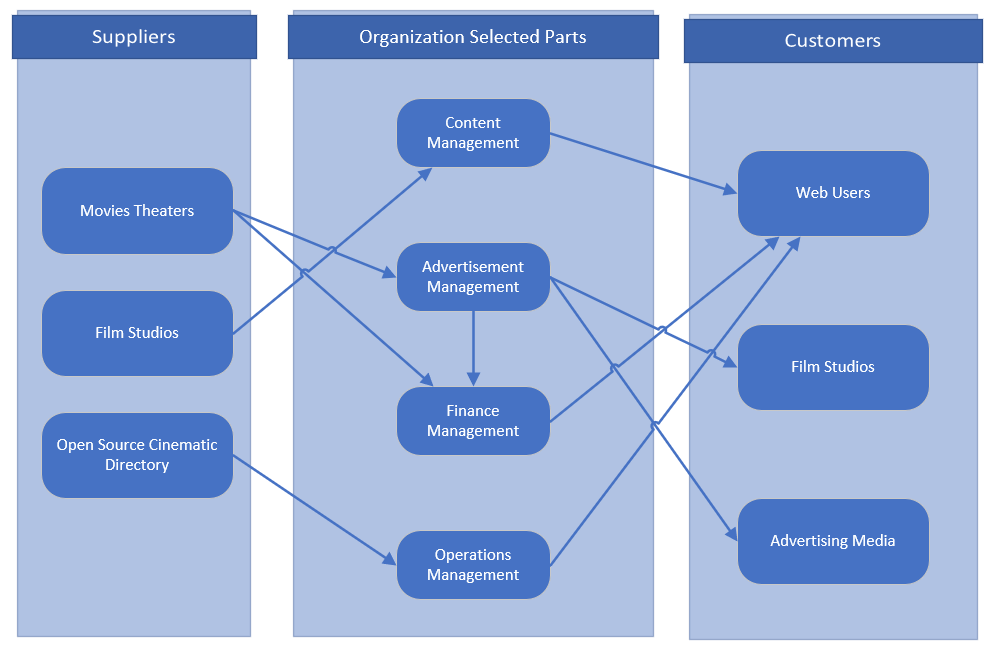 Suppliers
Organization Selected Parts
Customers
Movies Theaters
Film Studios
Open Source Cinematic
Directory
Content
Management
Advertisement
Management
Finance
Management
Operations
Management
Web Users
Film Studios
Advertising Media